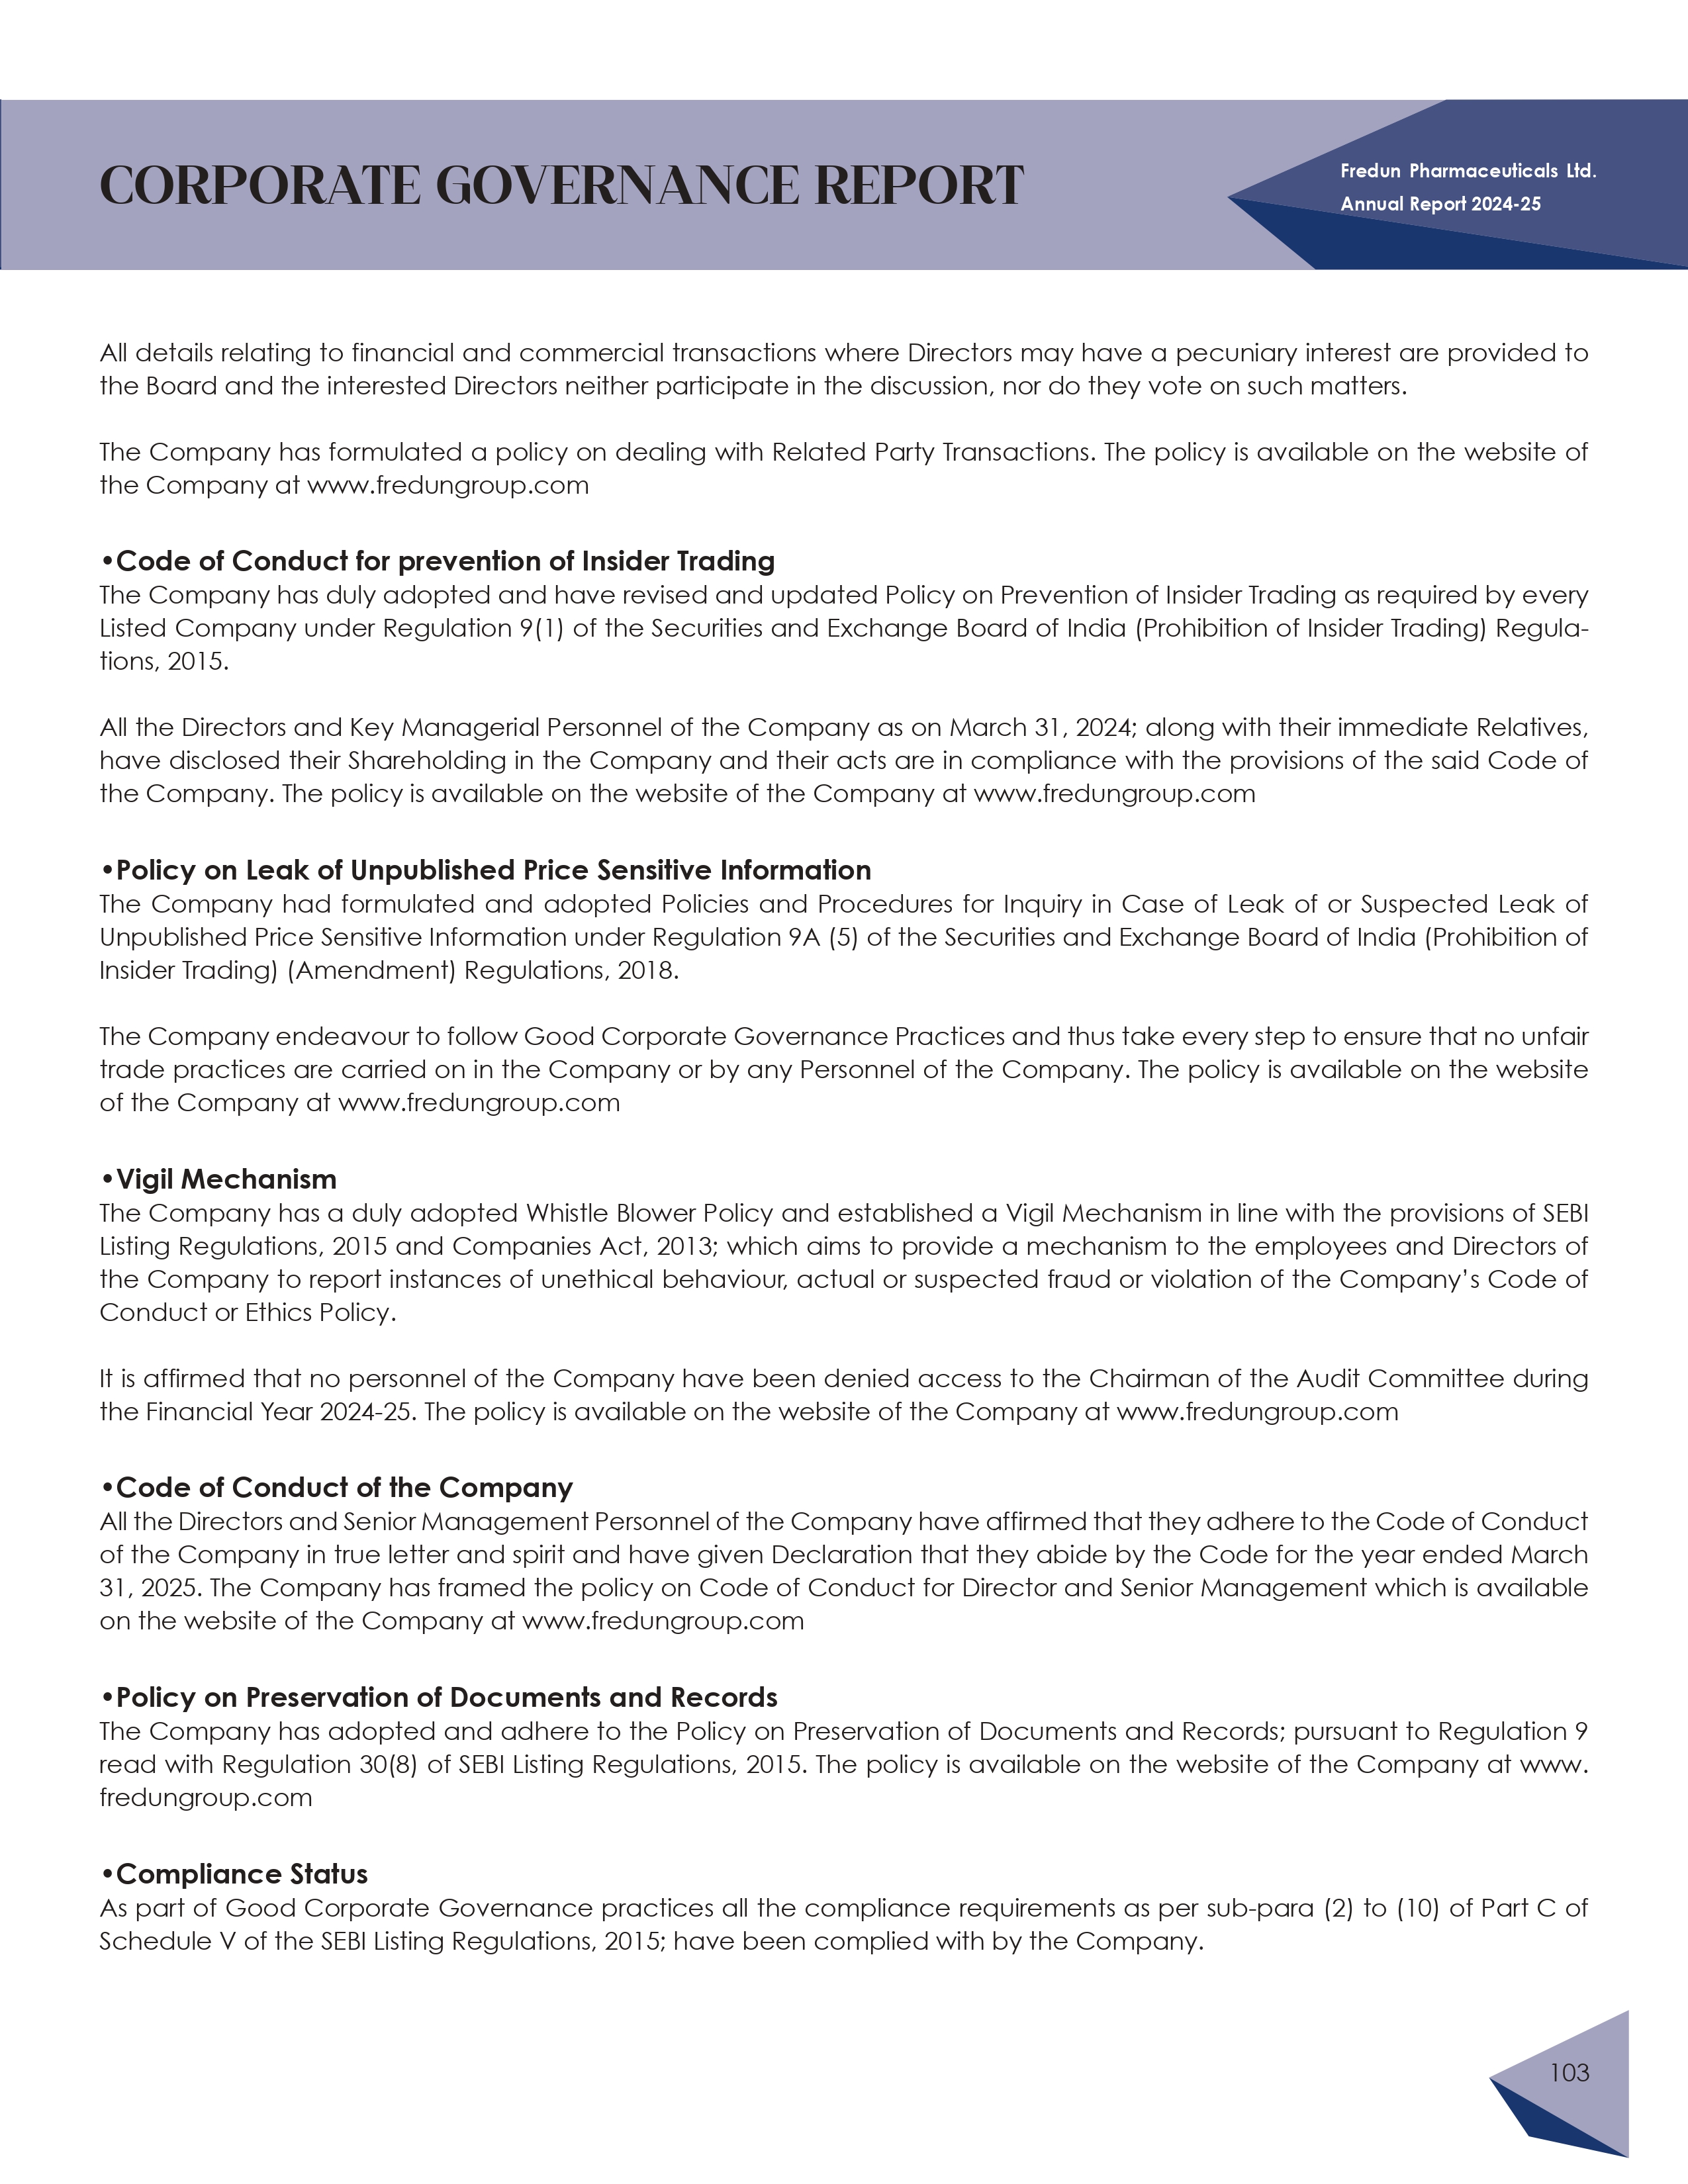 CORPORATE GOVERNANCE REPORT
Fredun Pharmaceuticals Ltd.
Annual Report 2024-25
All details relating to financial and commercial transactions where Directors may have a pecuniary interest are provided to
the Board and the interested Directors neither participate in the discussion, nor do they vote on such matters.
The Company has formulated a policy on dealing with Related Party Transactions. The policy is available on the website of
the Company at www.fredungroup.com
•Code of Conduct for prevention of Insider Trading
The Company has duly adopted and have revised and updated Policy on Prevention of Insider Trading as required by every
Listed Company under Regulation 9(1) of the Securities and Exchange Board of India (Prohibition of Insider Trading) Regula-
tions, 2015.
All the Directors and Key Managerial Personnel of the Company as on March 31, 2024; along with their immediate Relatives,
have disclosed their Shareholding in the Company and their acts are in compliance with the provisions of the said Code of
the Company. The policy is available on the website of the Company at www.fredungroup.com
•Policy on Leak of Unpublished Price Sensitive Information
The Company had formulated and adopted Policies and Procedures for Inquiry in Case of Leak of or Suspected Leak of
Unpublished Price Sensitive Information under Regulation 9A (5) of the Securities and Exchange Board of India (Prohibition of
Insider Trading) (Amendment) Regulations, 2018.
The Company endeavour to follow Good Corporate Governance Practices and thus take every step to ensure that no unfair
trade practices are carried on in the Company or by any Personnel of the Company. The policy is available on the website
of the Company at www.fredungroup.com
•Vigil Mechanism
The Company has a duly adopted Whistle Blower Policy and established a Vigil Mechanism in line with the provisions of SEBI
Listing Regulations, 2015 and Companies Act, 2013; which aims to provide a mechanism to the employees and Directors of
the Company to report instances of unethical behaviour, actual or suspected fraud or violation of the Company’s Code of
Conduct or Ethics Policy.
It is affirmed that no personnel of the Company have been denied access to the Chairman of the Audit Committee during
the Financial Year 2024-25. The policy is available on the website of the Company at www.fredungroup.com
•Code of Conduct of the Company
All the Directors and Senior Management Personnel of the Company have affirmed that they adhere to the Code of Conduct
of the Company in true letter and spirit and have given Declaration that they abide by the Code for the year ended March
31, 2025. The Company has framed the policy on Code of Conduct for Director and Senior Management which is available
on the website of the Company at www.fredungroup.com
•Policy on Preservation of Documents and Records
The Company has adopted and adhere to the Policy on Preservation of Documents and Records; pursuant to Regulation 9
read with Regulation 30(8) of SEBI Listing Regulations, 2015. The policy is available on the website of the Company at www.
fredungroup.com
•Compliance Status
As part of Good Corporate Governance practices all the compliance requirements as per sub-para (2) to (10) of Part C of
Schedule V of the SEBI Listing Regulations, 2015; have been complied with by the Company.
103